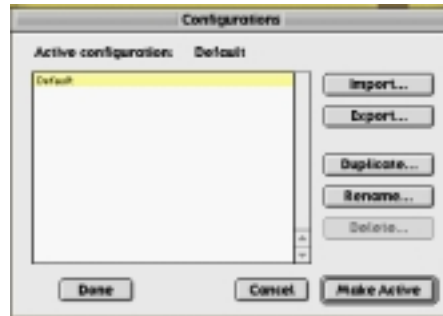 Configurations
Active configuration: Default
Default
Import...
Export...
Duplicate...
Rename...
Delete...
Done
Cancel
Make Active